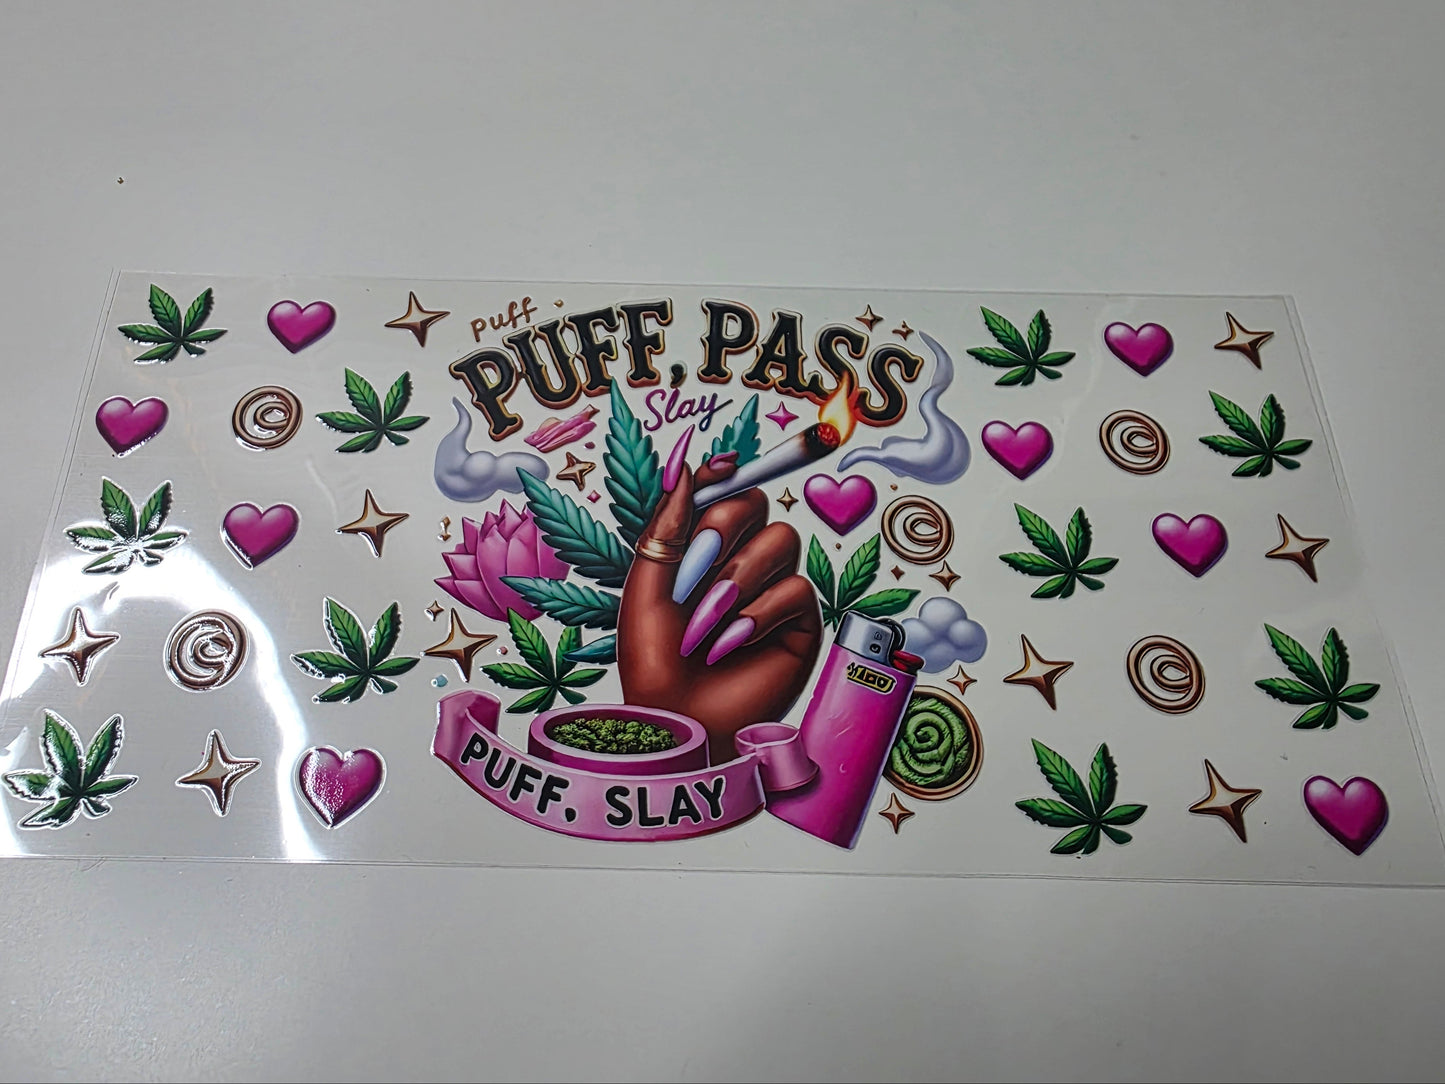 puff
PUFF, PASS
Slay
PUFF, SLAY